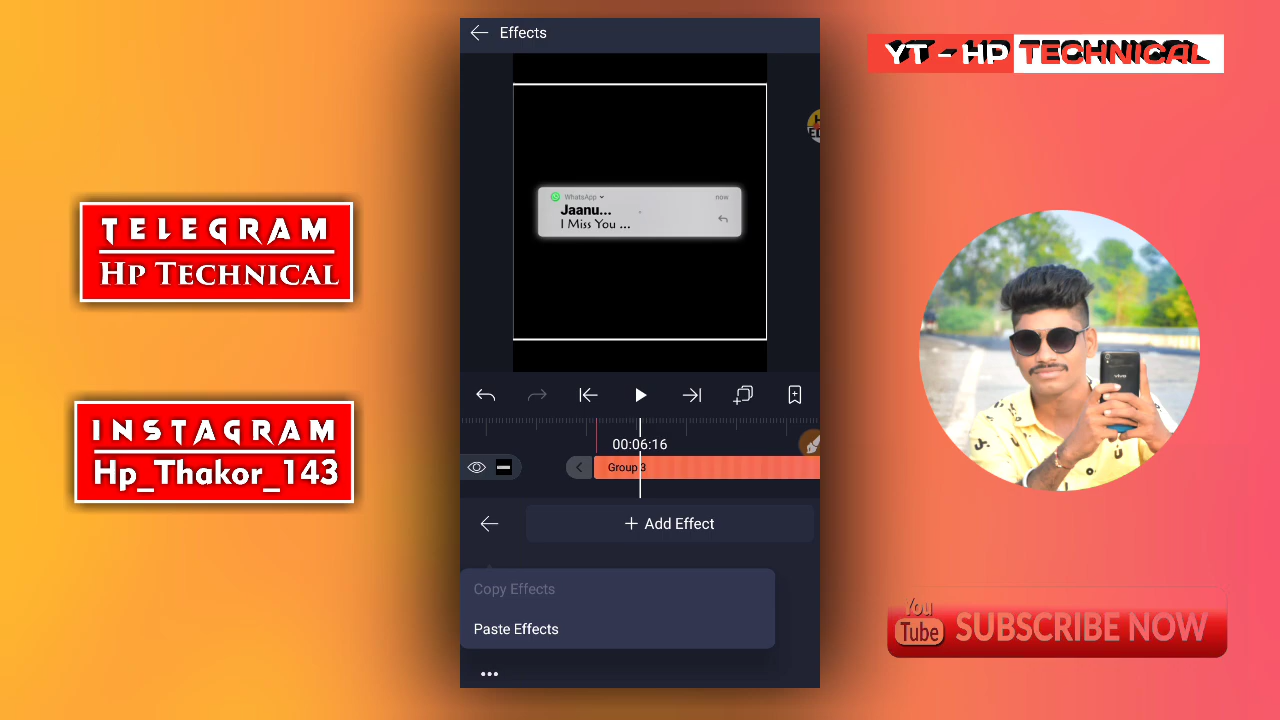 Effects
YT - HP TECHNICAL
WhatsApp
now
Jaanu...
I Miss You ...
TELEGRAM
HP TECHNICAL
INSTAGRAM
Hp_Thakor_143
00:06:16
Group 3
+ Add Effect
Copy Effects
Paste Effects
vivo
You
Tube
SUBSCRIBE NOW